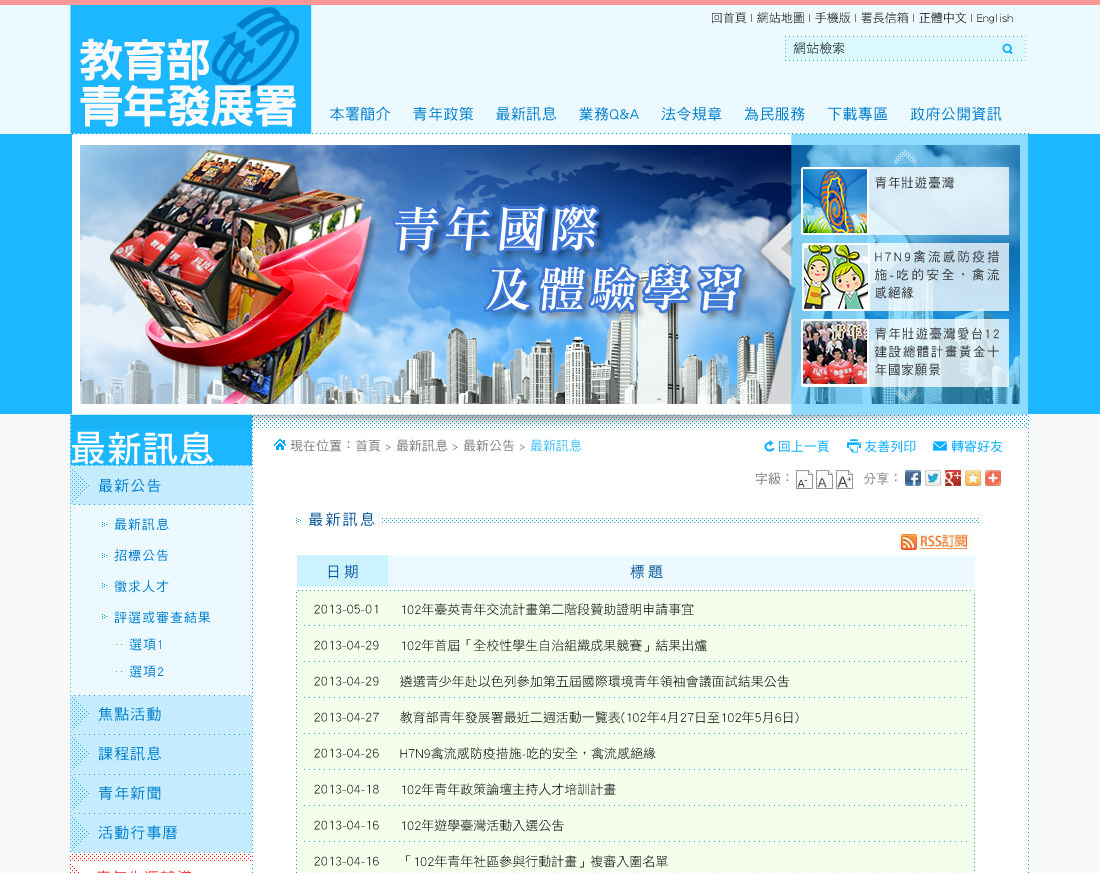 回首頁 | 網站地圖 | 手機版 | 署長信箱 | 正體中文 | English
網站檢索
教育部
青年發展署
本署簡介 青年政策 最新訊息 業務Q&A 法令規章 為民服務 下載專區 政府公開資訊
青年國際
及體驗學習
青年壯遊臺灣
H7N9禽流感防疫措
施-吃的安全，禽流
感絕緣
青年壯遊臺灣愛台12
建設總體計畫黃金十
年國家願景
最新訊息
最新公告
最新訊息
招標公告
徵求人才
評選或審查結果
選項1
選項2
焦點活動
課程訊息
青年新聞
活動行事曆
現在位置：首頁 > 最新訊息 > 最新公告 > 最新訊息
回上一頁 友善列印 轉寄好友
字級： A- A A+ 分享：
最新訊息
RSS訂閱
日期 標題
2013-05-01 102年臺英青年交流計畫第二階段贊助證明申請事宜
2013-04-29 102年首屆「全校性學生自治組織成果競賽」結果出爐
2013-04-29 遴選青少年赴以色列參加第五屆國際環境青年領袖會議面試結果公告
2013-04-27 教育部青年發展署最近二週活動一覽表(102年4月27日至102年5月6日)
2013-04-26 H7N9禽流感防疫措施-吃的安全，禽流感絕緣
2013-04-18 102年青年政策論壇主持人才培訓計畫
2013-04-16 102年遊學臺灣活動入選公告
2013-04-16 「102年青年社區參與行動計畫」複審入圍名單